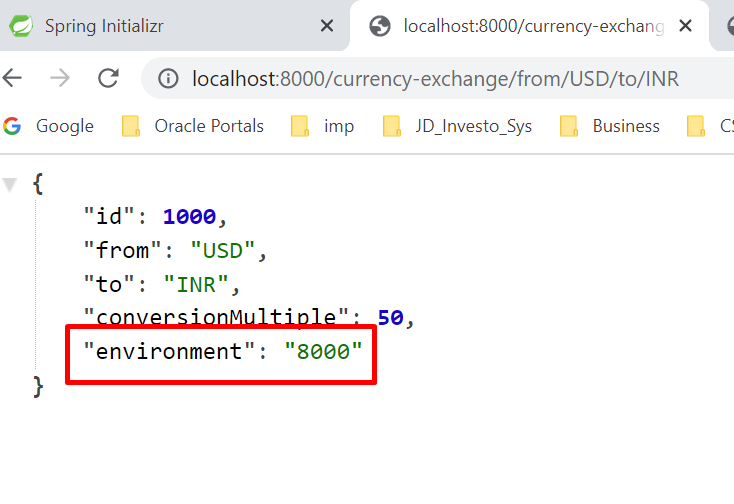 Spring Initializr
localhost:8000/currency-exchang
localhost:8000/currency-exchange/from/USD/to/INR
Google Oracle Portals imp JD_Investo_Sys Business CS
{
"id": 1000,
"from": "USD",
"to": "INR",
"conversionMultiple": 50,
"environment": "8000"
}